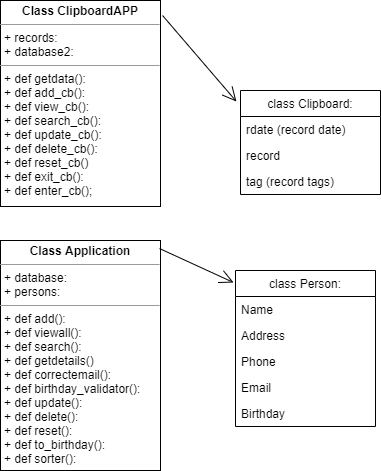 Class ClipboardAPP
+ records:
+ database2:
+ def getdata():
+ def add_cb():
+ def view_cb():
+ def search_cb():
+ def update_cb():
+ def delete_cb():
+ def reset_cb()
+ def exit_cb():
+ def enter_cb();
class Clipboard:
rdate (record date)
record
tag (record tags)
Class Application
+ database:
+ persons:
+ def add():
+ def viewall():
+ def search():
+ def getdetails()
+ def correctemail():
+ def birthday_validator():
+ def update():
+ def delete():
+ def reset():
+ def to_birthday():
+ def sorter():
class Person:
Name
Address
Phone
Email
Birthday